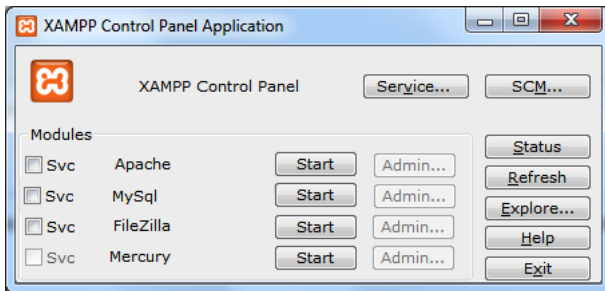 XAMPP Control Panel Application
XAMPP Control Panel Service... SCM...
Modules
Svc Apache Start Admin...
Svc MySql Start Admin...
Svc FileZilla Start Admin...
Svc Mercury Start Admin...
Status
Refresh
Explore...
Help
Exit